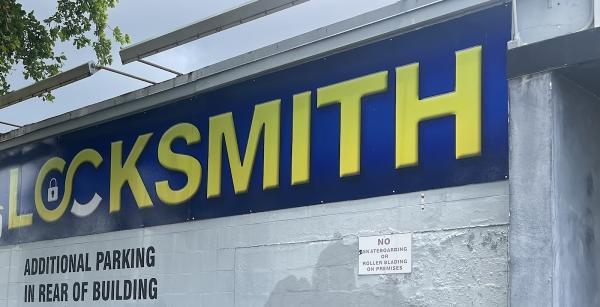 LOCKSMITH
ADDITIONAL PARKING
IN REAR OF BUILDING
NO
SKATEBOARDING
OR
ROLLER BLADING
ON PREMISES